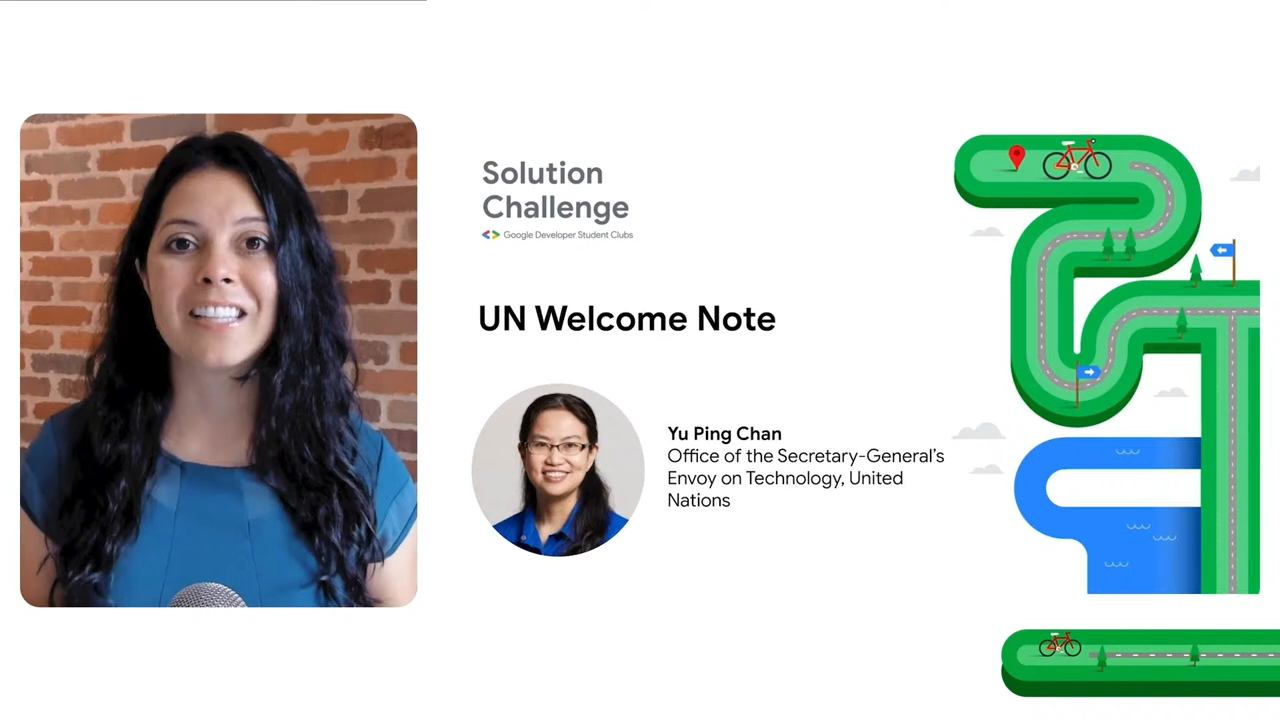 Solution
Challenge
Google Developer Student Clubs
UN Welcome Note
Yu Ping Chan
Office of the Secretary-General's
Envoy on Technology, United
Nations